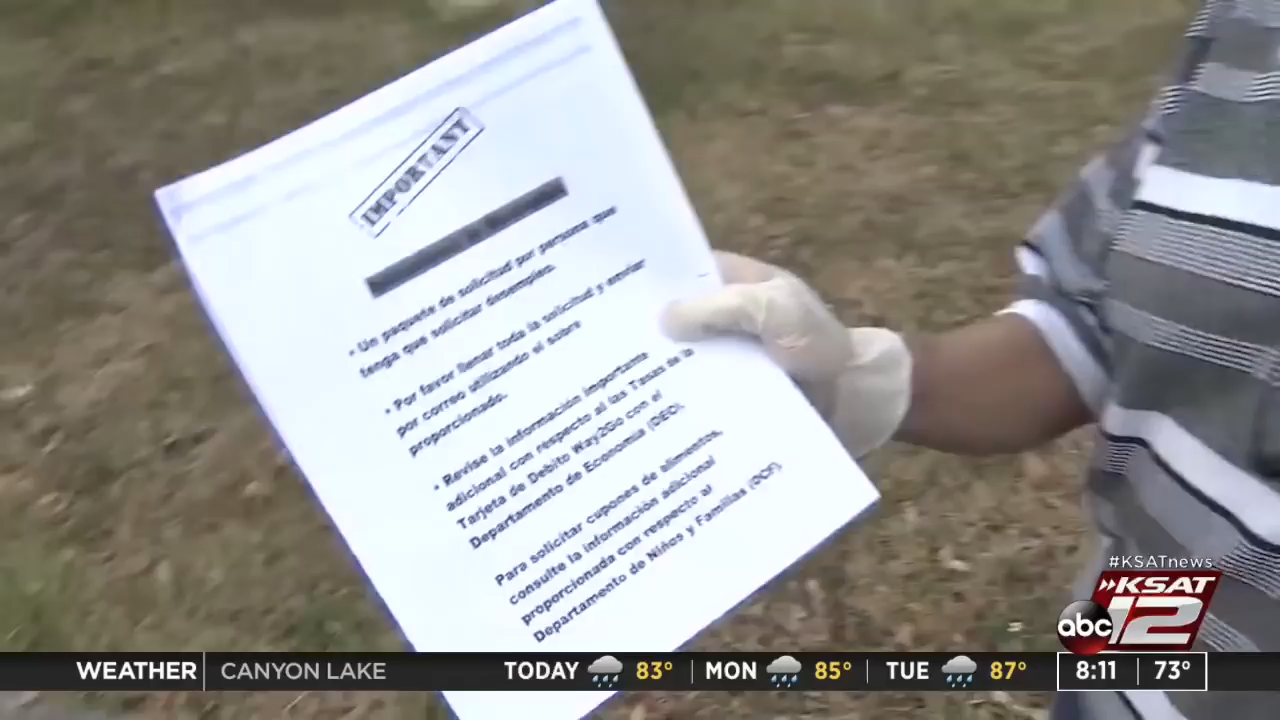 IMPORTANT
• Un paquete de solicitud por persona que
tenga que solicitar desempleo.
• Por favor llenar toda la solicitud y enviar
por correo utilizando el sobre
proporcionado.
• Revise la información importante
adicional con respecto al las Tasas de la
Tarjeta de Debito Way2Go con el
Departamento de Economia (DEO).
Para solicitar cupones de alimentos,
consulte la información adicional
proporcionada con respecto al
Departamento de Niños y Familias (DCF).
#KSATnews
KSAT
abc 12
WEATHER CANYON LAKE TODAY 83° MON 85° TUE 87° 8:11 73°